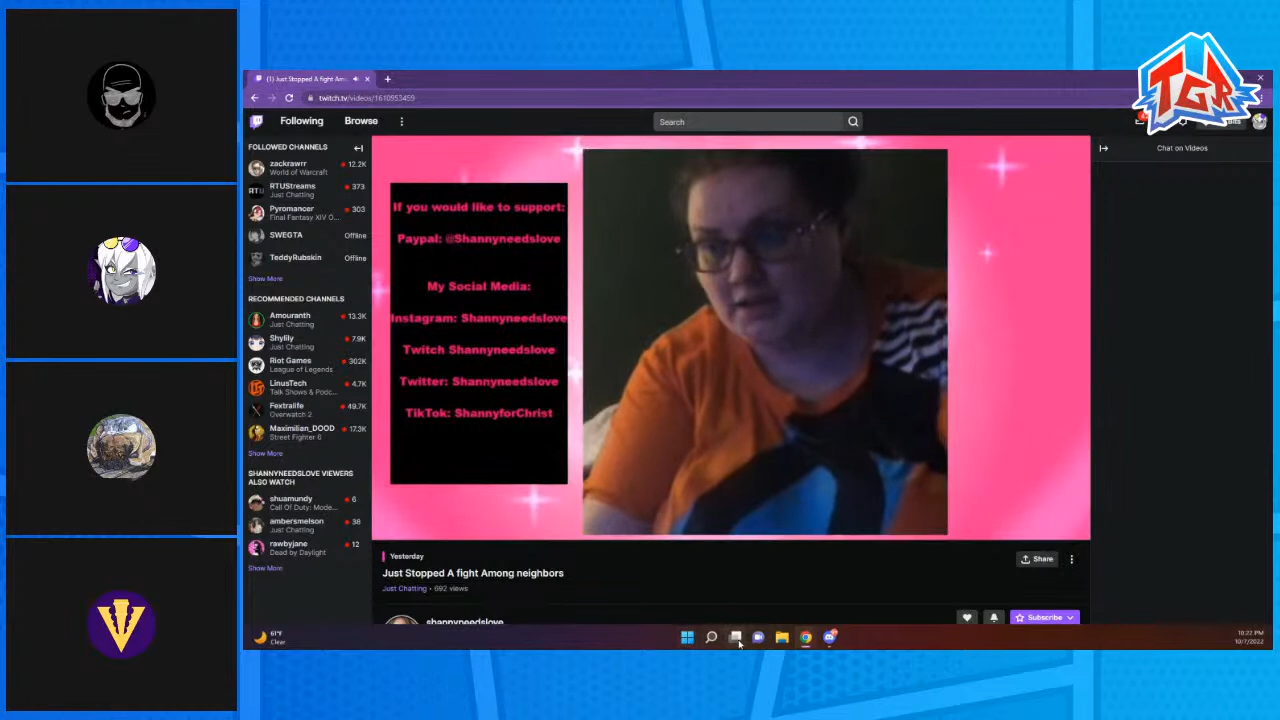 TGR
(1) Just Stopped A fight Am
twitch.tv/videos/1610953459
Following
Browse
Search
FOLLOWED CHANNELS
zackrawrr
12.2K
World of Warcraft
RTUStreams
373
Just Chatting
Pyromancer
303
Final Fantasy XIV O...
SWEGTA
Offline
TeddyRubskin
Offline
Show More
RECOMMENDED CHANNELS
Amouranth
13.3K
Just Chatting
Shylily
7.9K
Just Chatting
Riot Games
302K
League of Legends
LinusTech
4.7K
Talk Shows & Podc...
Fextralife
49.7K
Overwatch 2
Maximilian_DOOD
17.3K
Street Fighter 6
Show More
SHANNYNEEDSLOVE VIEWERS
ALSO WATCH
shuamundy
6
Call Of Duty: Mode...
ambersmelson
38
Just Chatting
rawbyjane
12
Dead by Daylight
Show More
If you would like to support:
Paypal: @Shannyneedslove
My Social Media:
Instagram: Shannyneedslove
Twitch Shannyneedslove
Twitter: Shannyneedslove
TikTok: ShannyforChrist
Chat on Videos
Yesterday
Just Stopped A fight Among neighbors
Just Chatting • 692 views
Share
shannyneedslove
Subscribe
61°F
Clear
10:22 PM
10/7/2022